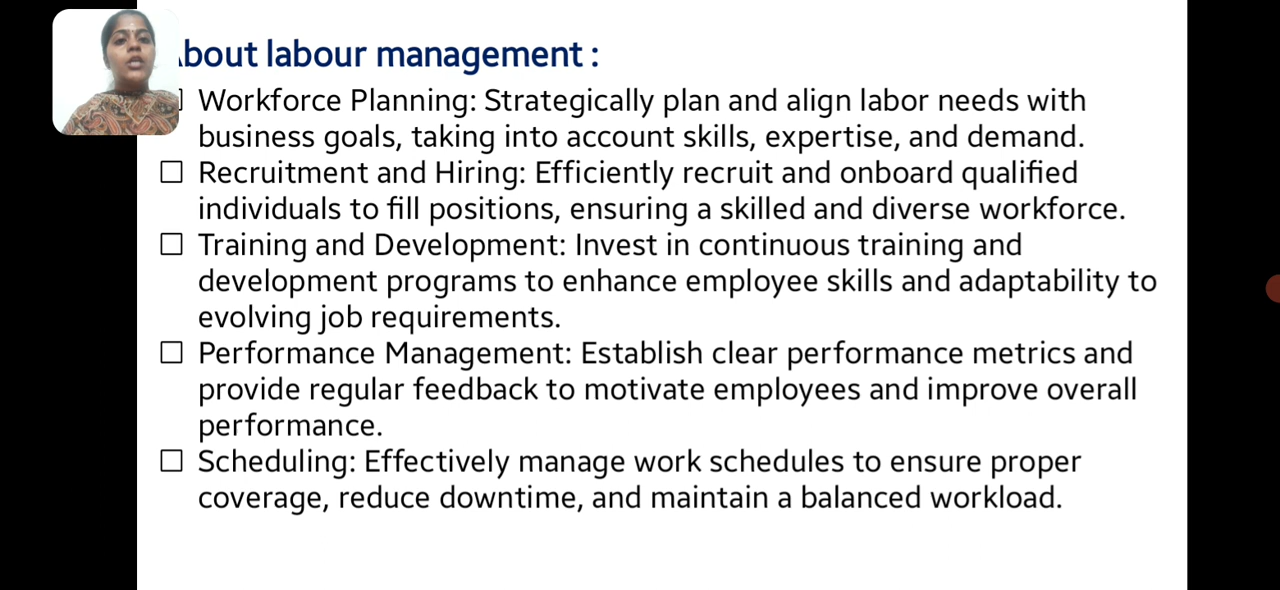 About labour management :
☐ Workforce Planning: Strategically plan and align labor needs with
business goals, taking into account skills, expertise, and demand.
☐ Recruitment and Hiring: Efficiently recruit and onboard qualified
individuals to fill positions, ensuring a skilled and diverse workforce.
☐ Training and Development: Invest in continuous training and
development programs to enhance employee skills and adaptability to
evolving job requirements.
☐ Performance Management: Establish clear performance metrics and
provide regular feedback to motivate employees and improve overall
performance.
☐ Scheduling: Effectively manage work schedules to ensure proper
coverage, reduce downtime, and maintain a balanced workload.